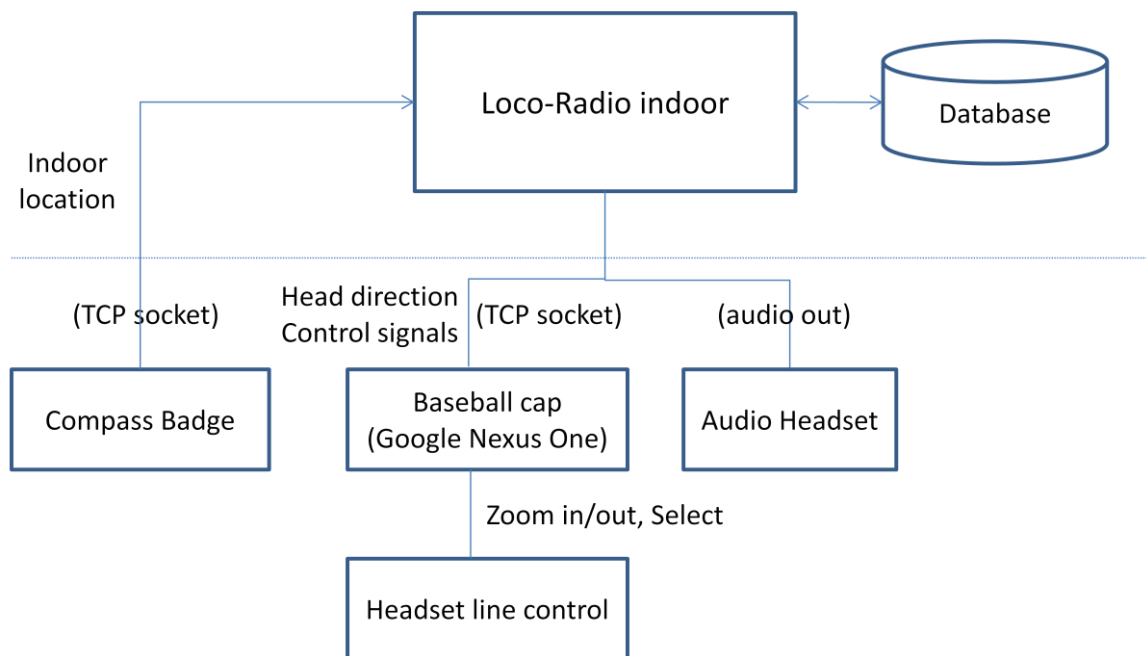 Loco-Radio indoor
Database
Indoor
location
(TCP socket)
Head direction
Control signals
(TCP socket)
(audio out)
Compass Badge
Baseball cap
(Google Nexus One)
Audio Headset
Zoom in/out, Select
Headset line control